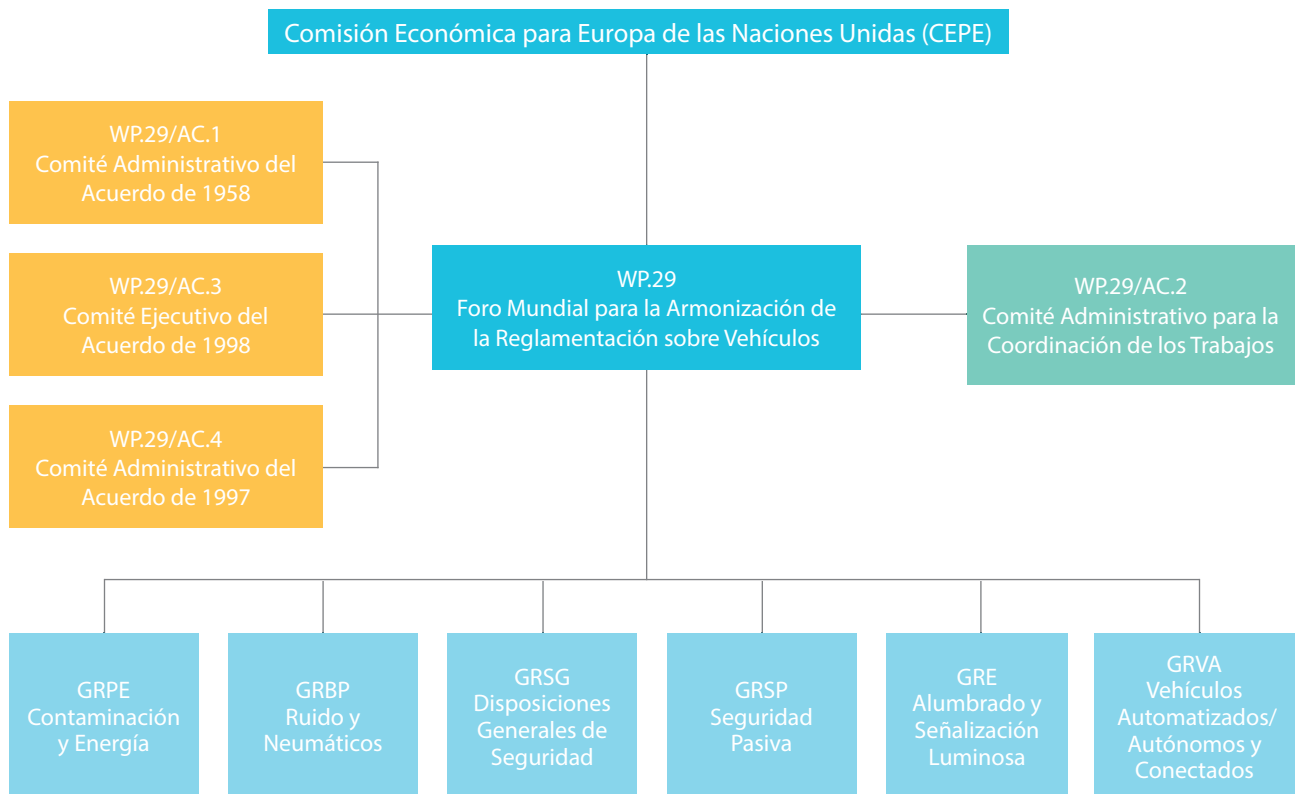 Comisión Económica para Europa de las Naciones Unidas (CEPE)
WP.29/AC.1
Comité Administrativo del
Acuerdo de 1958
WP.29/AC.3
Comité Ejecutivo del
Acuerdo de 1998
WP.29/AC.4
Comité Administrativo del
Acuerdo de 1997
WP.29
Foro Mundial para la Armonización de
la Reglamentación sobre Vehículos
WP.29/AC.2
Comité Administrativo para la
Coordinación de los Trabajos
GRPE
Contaminación
y Energía
GRBP
Ruido y
Neumáticos
GRSG
Disposiciones
Generales de
Seguridad
GRSP
Seguridad
Pasiva
GRE
Alumbrado y
Señalización
Luminosa
GRVA
Vehículos
Automatizados/
Autónomos y
Conectados